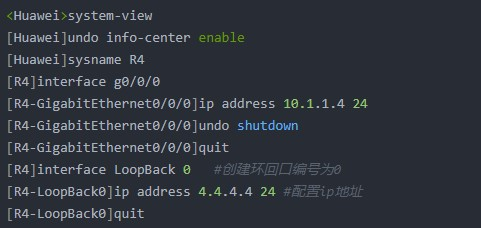 <Huawei>system-view
[Huawei]undo info-center enable
[Huawei]sysname R4
[R4]interface g0/0/0
[R4-GigabitEthernet0/0/0]ip address 10.1.1.4 24
[R4-GigabitEthernet0/0/0]undo shutdown
[R4-GigabitEthernet0/0/0]quit
[R4]interface LoopBack 0   #创建环回口编号为0
[R4-LoopBack0]ip address 4.4.4.4 24 #配置ip地址
[R4-LoopBack0]quit